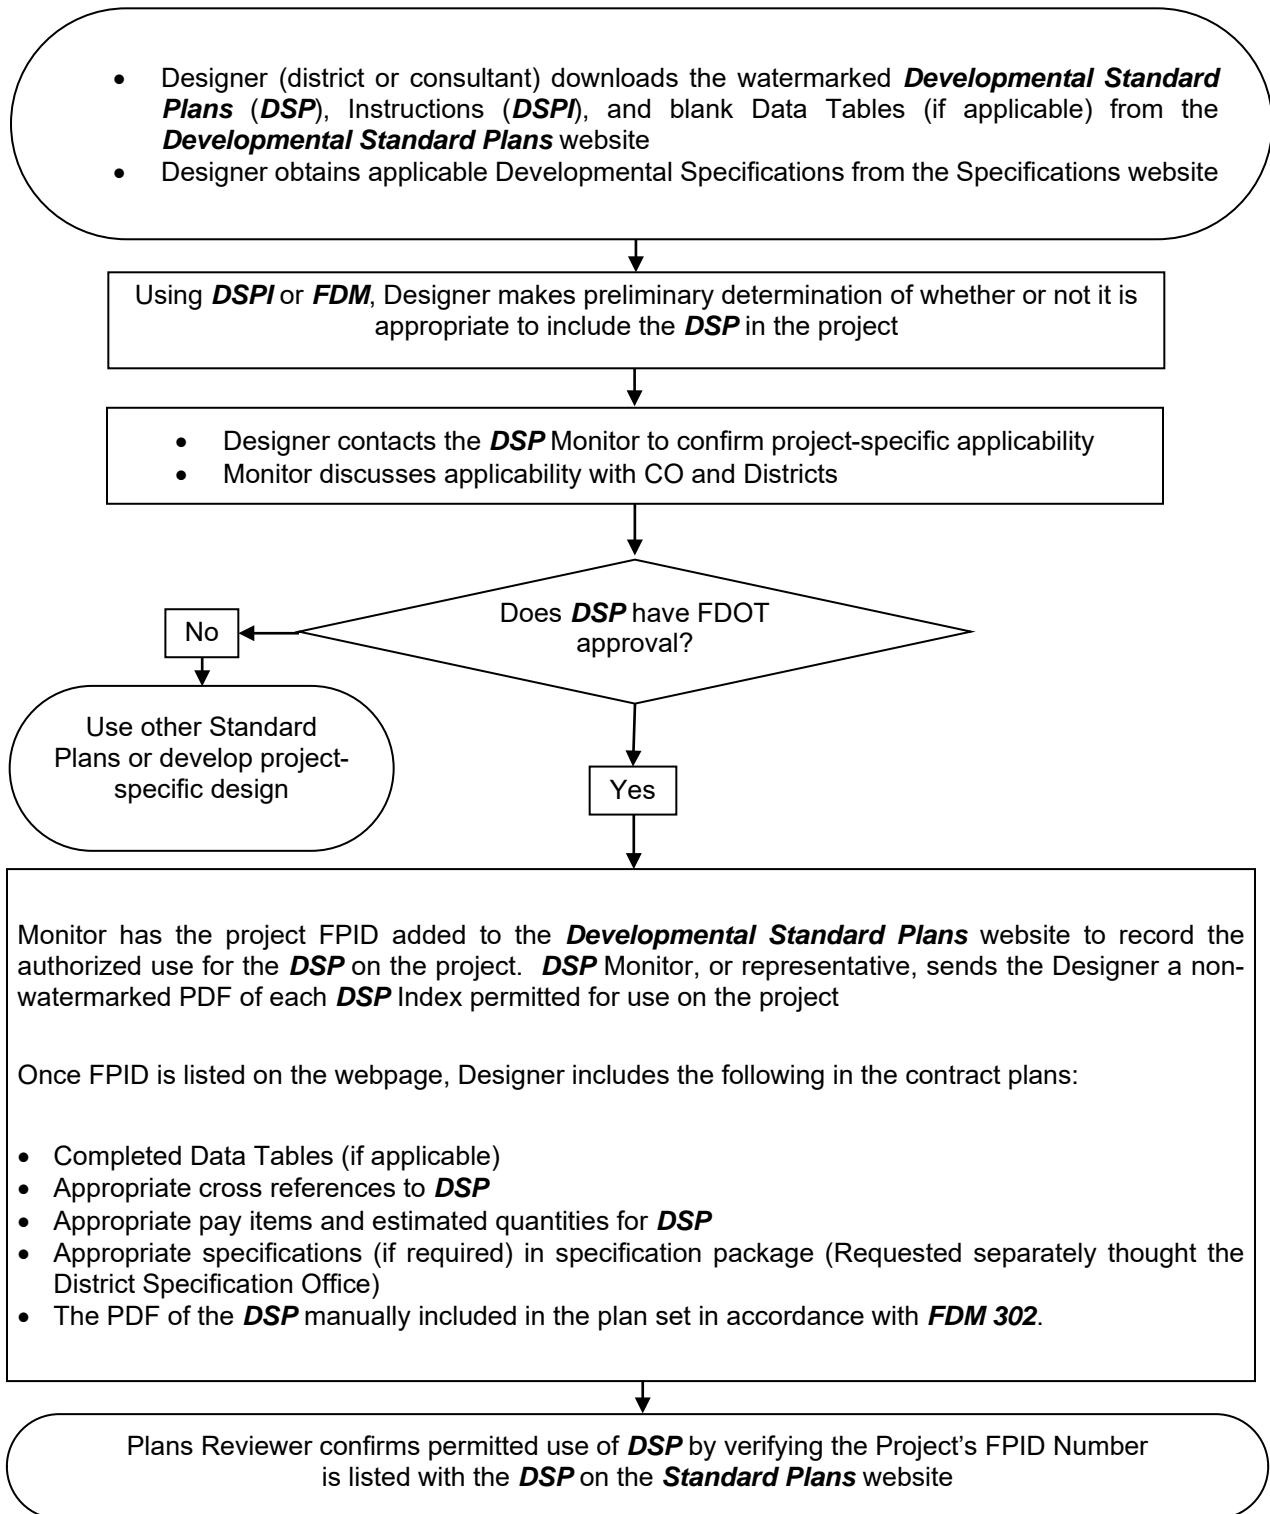 • Designer (district or consultant) downloads the watermarked Developmental Standard
Plans (DSP), Instructions (DSPI), and blank Data Tables (if applicable) from the
Developmental Standard Plans website
• Designer obtains applicable Developmental Specifications from the Specifications website
Using DSPI or FDM, Designer makes preliminary determination of whether or not it is
appropriate to include the DSP in the project
• Designer contacts the DSP Monitor to confirm project-specific applicability
• Monitor discusses applicability with CO and Districts
Does DSP have FDOT
approval?
No
Use other Standard
Plans or develop project-
specific design
Yes
Monitor has the project FPID added to the Developmental Standard Plans website to record the
authorized use for the DSP on the project. DSP Monitor, or representative, sends the Designer a non-
watermarked PDF of each DSP Index permitted for use on the project
Once FPID is listed on the webpage, Designer includes the following in the contract plans:
• Completed Data Tables (if applicable)
• Appropriate cross references to DSP
• Appropriate pay items and estimated quantities for DSP
• Appropriate specifications (if required) in specification package (Requested separately thought the
District Specification Office)
• The PDF of the DSP manually included in the plan set in accordance with FDM 302.
Plans Reviewer confirms permitted use of DSP by verifying the Project's FPID Number
is listed with the DSP on the Standard Plans website